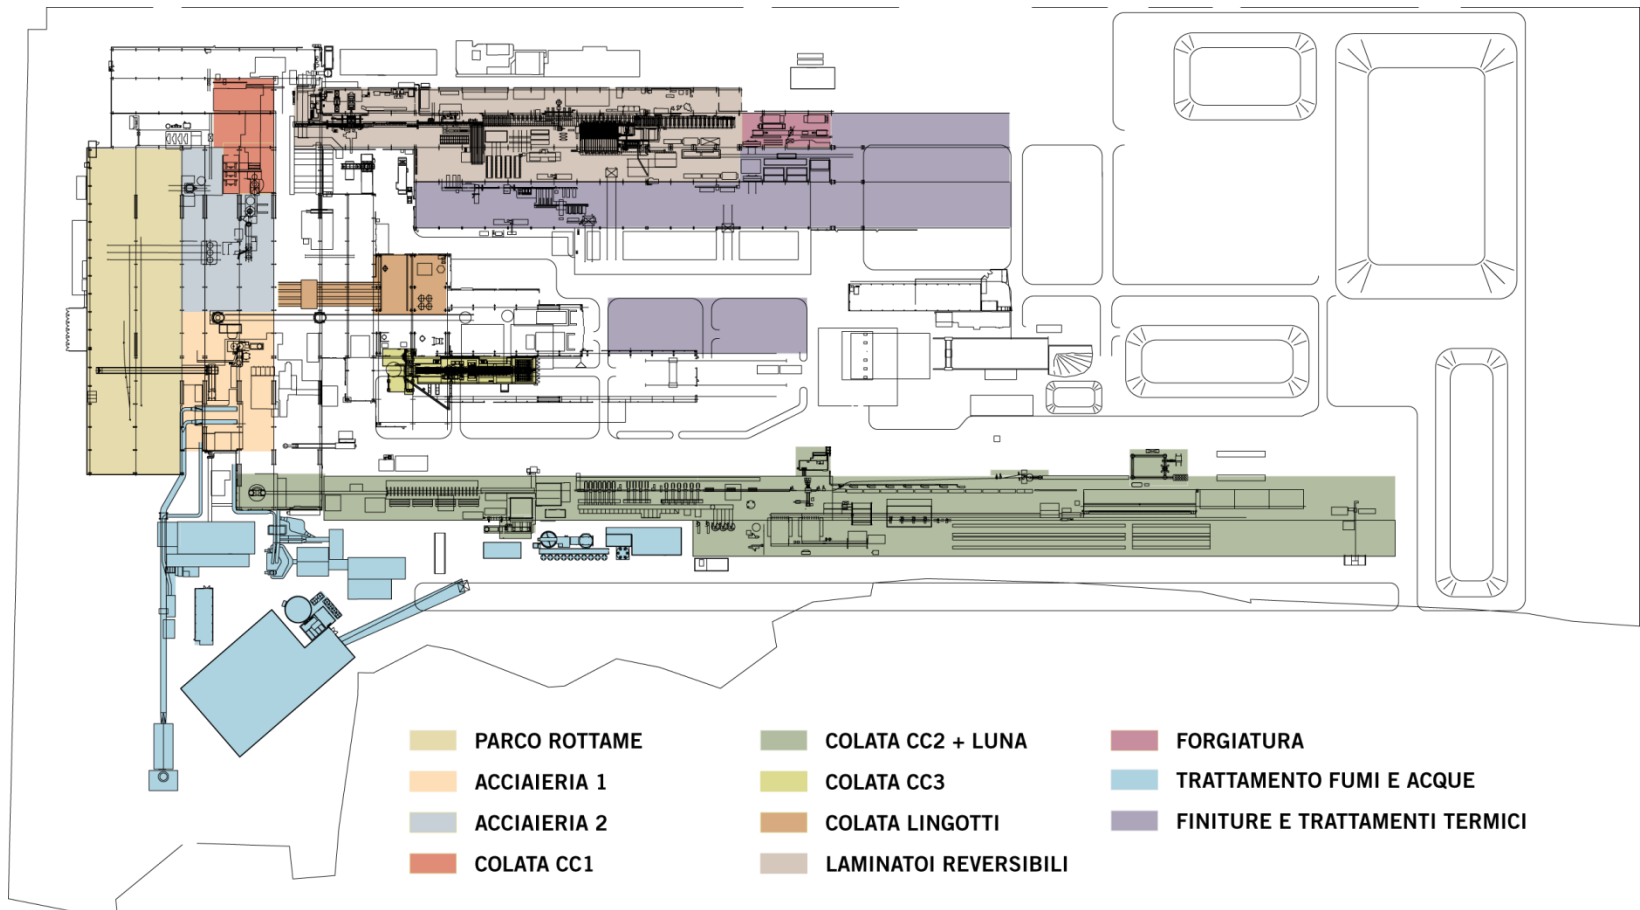 PARCO ROTTAME
ACCIAIERIA 1
ACCIAIERIA 2
COLATA CC1
COLATA CC2 + LUNA
COLATA CC3
COLATA LINGOTTI
LAMINATOI REVERSIBILI
FORGIATURA
TRATTAMENTO FUMI E ACQUE
FINITURE E TRATTAMENTI TERMICI